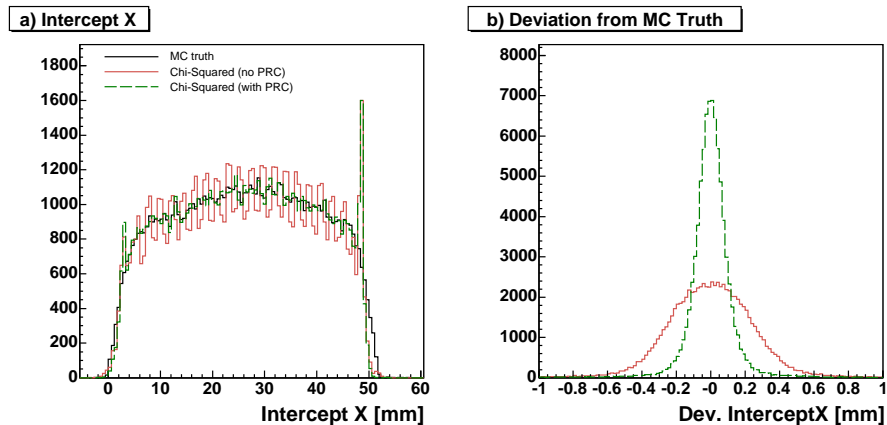 a) Intercept X
MC truth
Chi-Squared (no PRC)
Chi-Squared (with PRC)
1800
1600
1400
1200
1000
800
600
400
200
0
0 10 20 30 40 50 60
Intercept X [mm]
b) Deviation from MC Truth
8000
7000
6000
5000
4000
3000
2000
1000
0
-1 -0.8 -0.6 -0.4 -0.2 -0 0.2 0.4 0.6 0.8 1
Dev. InterceptX [mm]